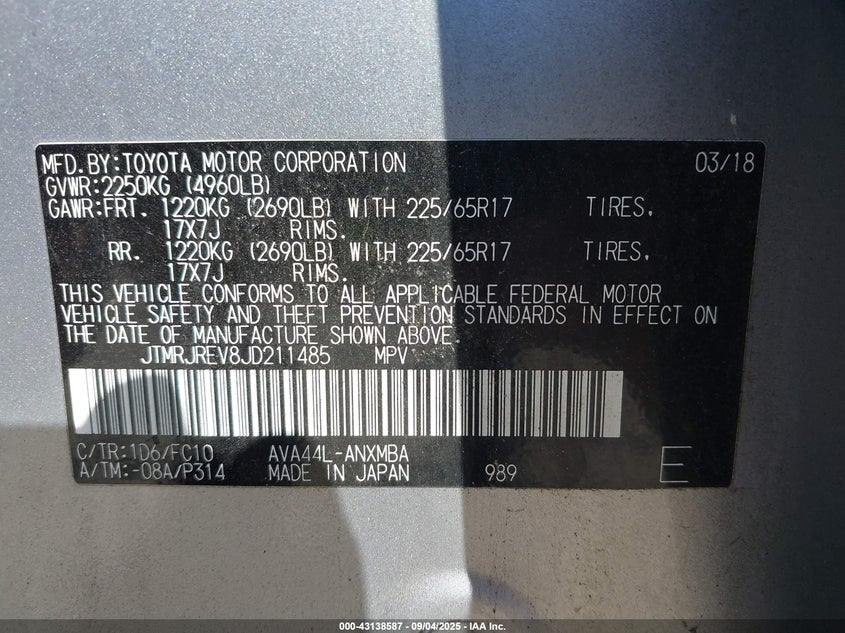 MFD.BY:TOYOTA MOTOR CORPORATION 03/18
GVWR:2250KG (4960LB)
GAWR:FRT. 1220KG (2690LB) WITH 225/65R17 TIRES.
17X7J RIMS.
RR. 1220KG (2690LB) WITH 225/65R17 TIRES.
17X7J RIMS.
THIS VEHICLE CONFORMS TO ALL APPLICABLE FEDERAL MOTOR
VEHICLE SAFETY AND THEFT PREVENTION STANDARDS IN EFFECT ON
THE DATE OF MANUFACTURE SHOWN ABOVE.
JTMRJREV8JD211485 MPV
C/TR:1D6/FC10 AVA44L-ANXMBA
A/TM:-08A/P314 MADE IN JAPAN 989 E
000-43138587 - 09/04/2025 - IAA Inc.